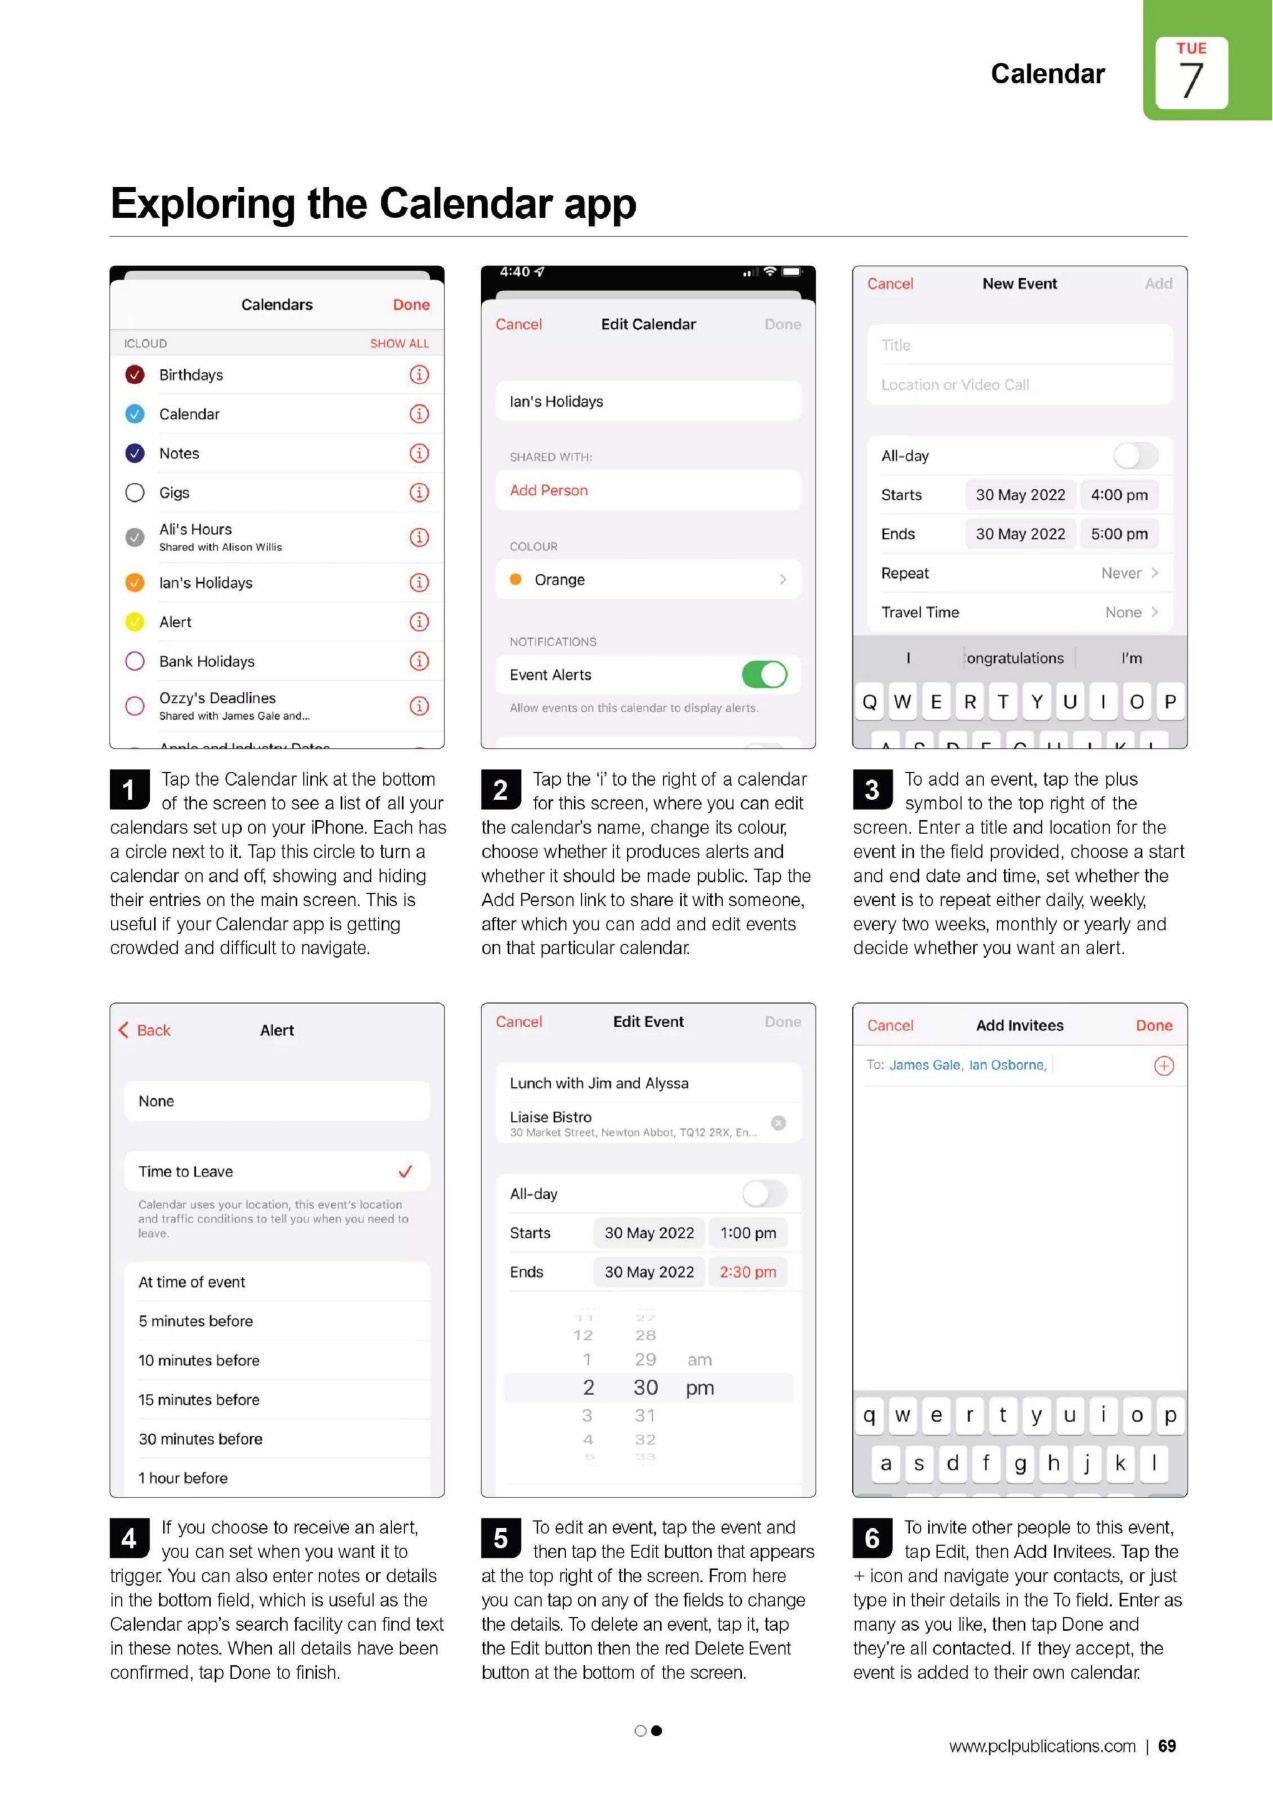 Calendar
TUE
7
Exploring the Calendar app
Calendars Done
ICLOUD SHOW ALL
Birthdays
Calendar
Notes
Gigs
Ali's Hours
Shared with Alison Willis
Ian's Holidays
Alert
Bank Holidays
Ozzy's Deadlines
Shared with James Gale and...
Apple and Industry Dates
4:40
Cancel Edit Calendar Done
Ian's Holidays
SHARED WITH:
Add Person
COLOUR
Orange
NOTIFICATIONS
Event Alerts
Allow events on this calendar to display alerts.
Cancel New Event Add
Title
Location or Video Call
All-day
Starts 30 May 2022 4:00 pm
Ends 30 May 2022 5:00 pm
Repeat Never
Travel Time None
I ongratulations I'm
Q W E R T Y U I O P
A S D F G H J K L
1 Tap the Calendar link at the bottom
of the screen to see a list of all your
calendars set up on your iPhone. Each has
a circle next to it. Tap this circle to turn a
calendar on and off, showing and hiding
their entries on the main screen. This is
useful if your Calendar app is getting
crowded and difficult to navigate.
2 Tap the ‘i’ to the right of a calendar
for this screen, where you can edit
the calendar’s name, change its colour,
choose whether it produces alerts and
whether it should be made public. Tap the
Add Person link to share it with someone,
after which you can add and edit events
on that particular calendar.
3 To add an event, tap the plus
symbol to the top right of the
screen. Enter a title and location for the
event in the field provided, choose a start
and end date and time, set whether the
event is to repeat either daily, weekly,
every two weeks, monthly or yearly and
decide whether you want an alert.
Back Alert
None
Time to Leave
Calendar uses your location, this event's location
and traffic conditions to tell you when you need to
leave.
At time of event
5 minutes before
10 minutes before
15 minutes before
30 minutes before
1 hour before
Cancel Edit Event Done
Lunch with Jim and Alyssa
Liaise Bistro
30 Market Street, Newton Abbot, TQ12 2RX, En...
All-day
Starts 30 May 2022 1:00 pm
Ends 30 May 2022 2:30 pm
11 27
12 28
1 29 am
2 30 pm
3 31
4 32
5 33
Cancel Add Invitees Done
To: James Gale, Ian Osborne,
q w e r t y u i o p
a s d f g h j k l
4 If you choose to receive an alert,
you can set when you want it to
trigger. You can also enter notes or details
in the bottom field, which is useful as the
Calendar app’s search facility can find text
in these notes. When all details have been
confirmed, tap Done to finish.
5 To edit an event, tap the event and
then tap the Edit button that appears
at the top right of the screen. From here
you can tap on any of the fields to change
the details. To delete an event, tap it, tap
the Edit button then the red Delete Event
button at the bottom of the screen.
6 To invite other people to this event,
tap Edit, then Add Invitees. Tap the
+ icon and navigate your contacts, or just
type in their details in the To field. Enter as
many as you like, then tap Done and
they’re all contacted. If they accept, the
event is added to their own calendar.
www.pclpublications.com | 69